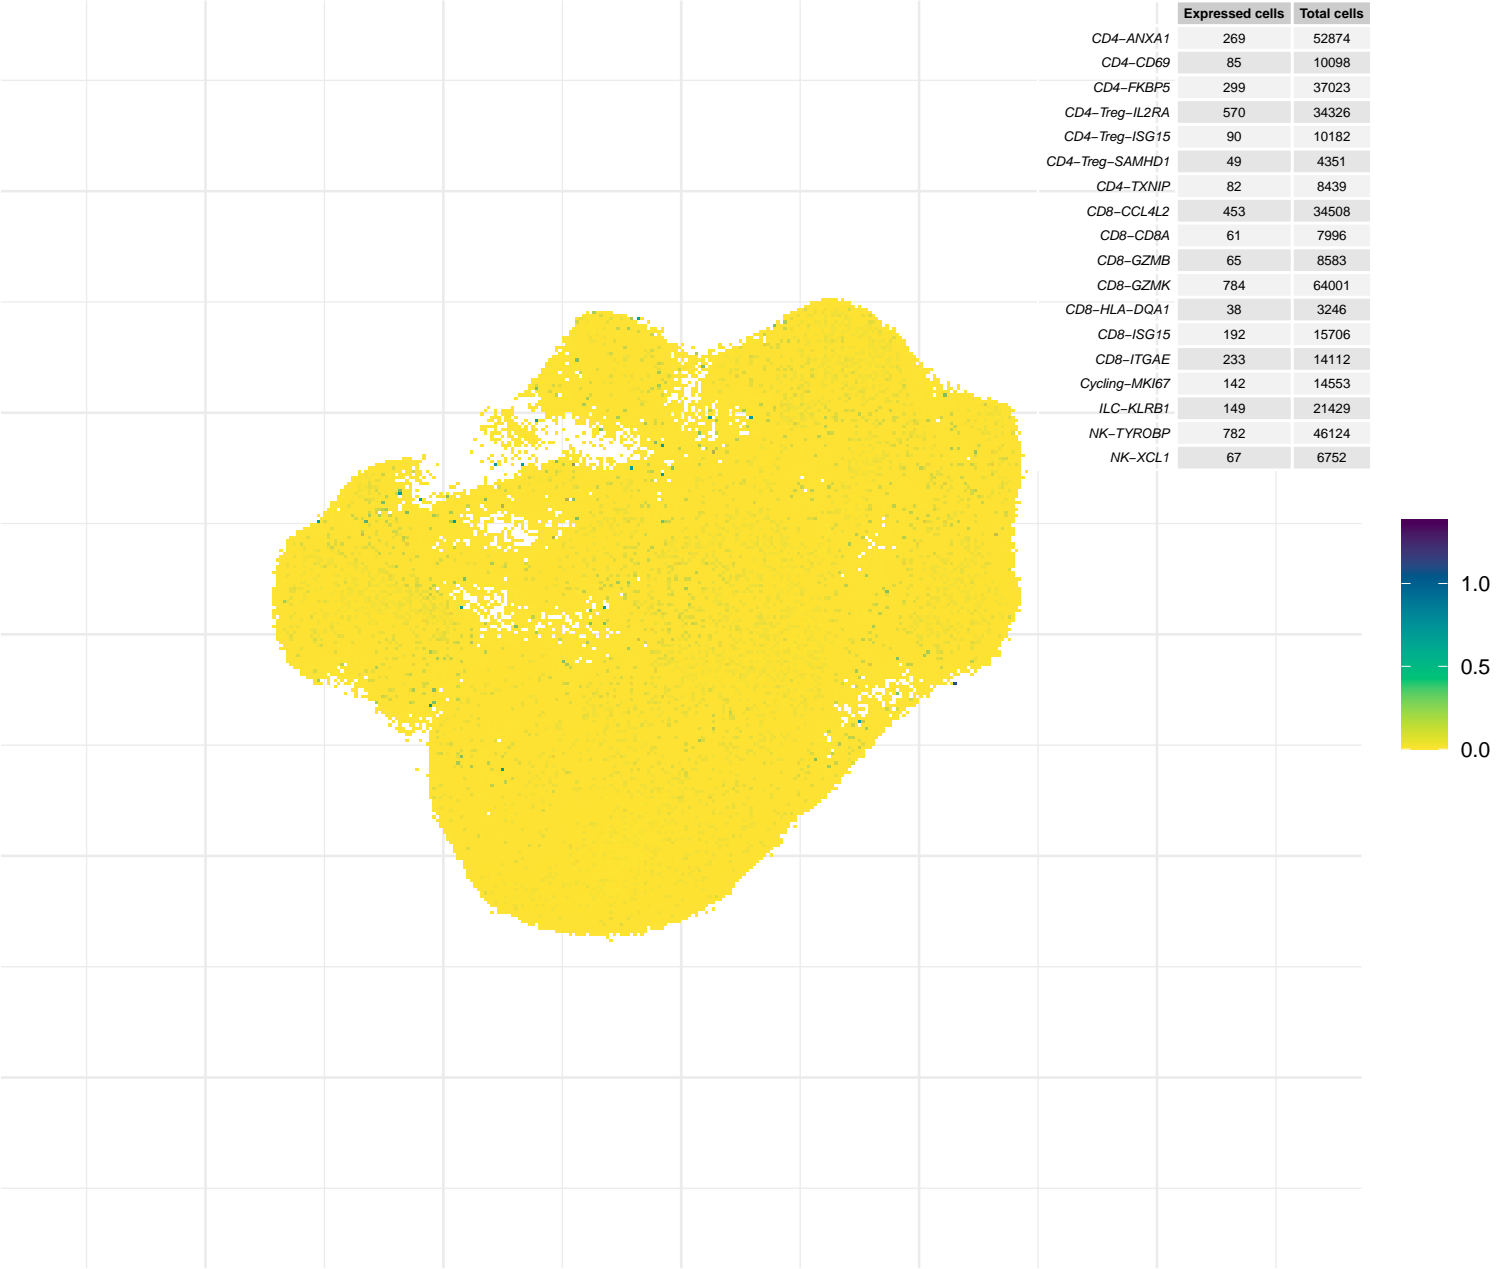 Expressed cells Total cells
CD4−ANXA1 269 52874
CD4−CD69 85 10098
CD4−FKBP5 299 37023
CD4−Treg−IL2RA 570 34326
CD4−Treg−ISG15 90 10182
CD4−Treg−SAMHD1 49 4351
CD4−TXNIP 82 8439
CD8−CCL4L2 453 34508
CD8−CD8A 61 7996
CD8−GZMB 65 8583
CD8−GZMK 784 64001
CD8−HLA−DQA1 38 3246
CD8−ISG15 192 15706
CD8−ITGAE 233 14112
Cycling−MKI67 142 14553
ILC−KLRB1 149 21429
NK−TYROBP 782 46124
NK−XCL1 67 6752
1.0
0.5
0.0